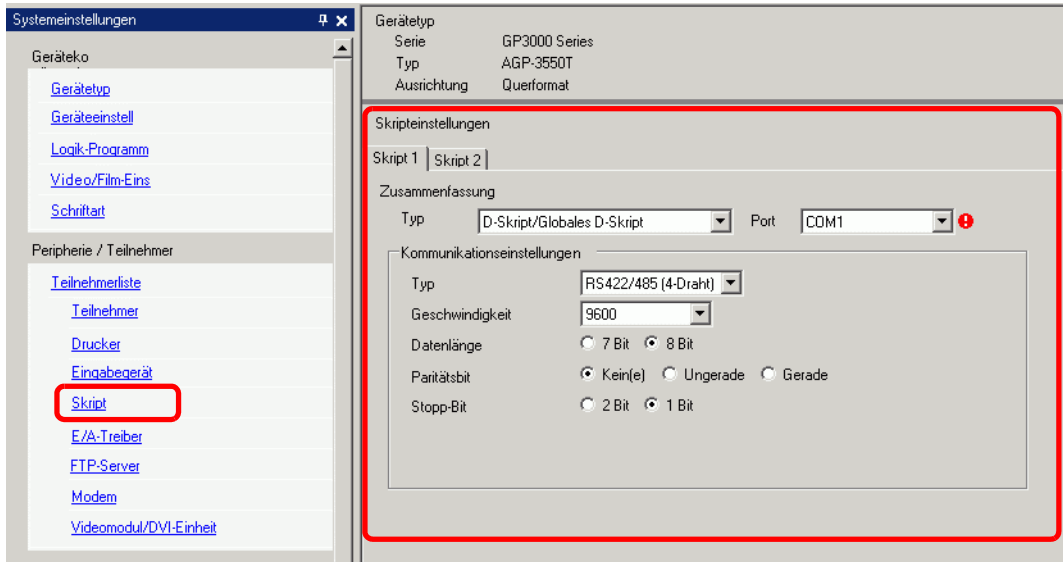 Systemeinstellungen
Geräteko
Gerätetyp
Geräteeinstell
Logik-Programm
Video/Film-Eins
Schriftart
Peripherie / Teilnehmer
Teilnehmerliste
Teilnehmer
Drucker
Eingabegerät
Skript
E/A-Treiber
FTP-Server
Modem
Videomodul/DVI-Einheit
Gerätetyp
Serie GP3000 Series
Typ AGP-3550T
Ausrichtung Querformat
Skripteinstellungen
Skript 1 Skript 2
Zusammenfassung
Typ D-Skript/Globales D-Skript Port COM1
Kommunikationseinstellungen
Typ RS422/485 (4-Draht)
Geschwindigkeit 9600
Datenlänge 7 Bit 8 Bit
Paritätsbit Kein(e) Ungerade Gerade
Stopp-Bit 2 Bit 1 Bit